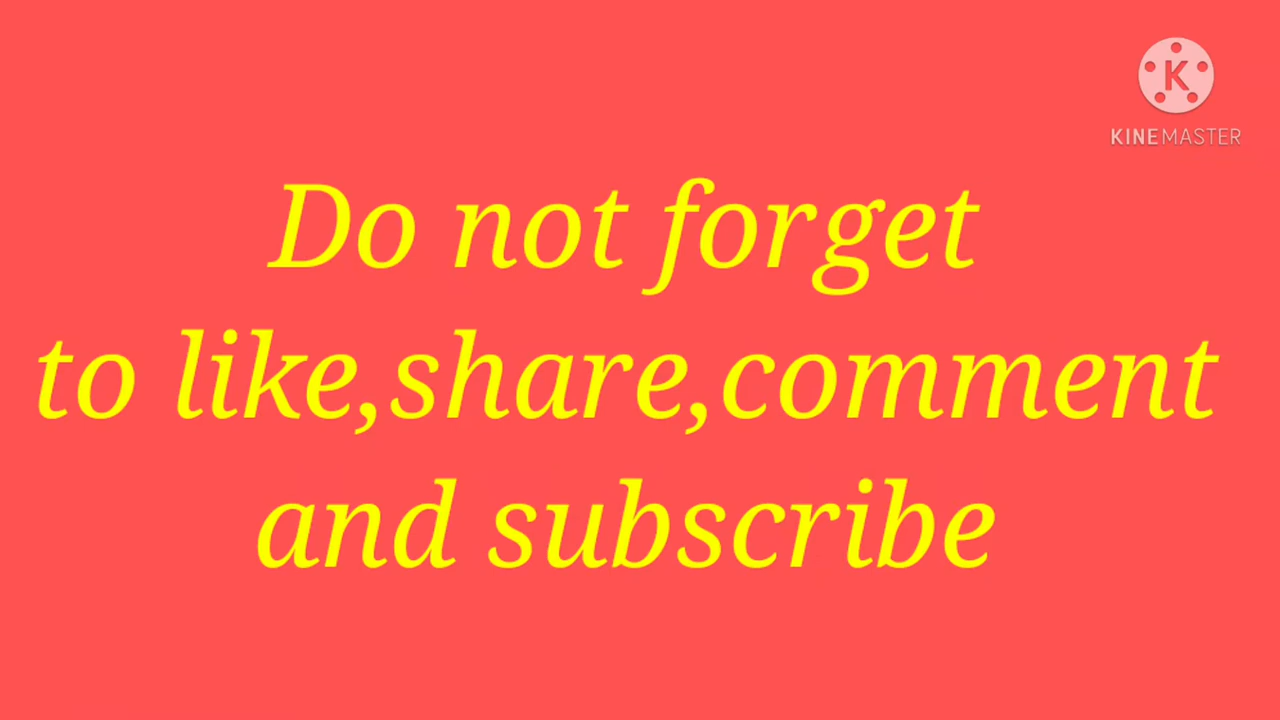 K
KINEMASTER
Do not forget
to like,share,comment
and subscribe